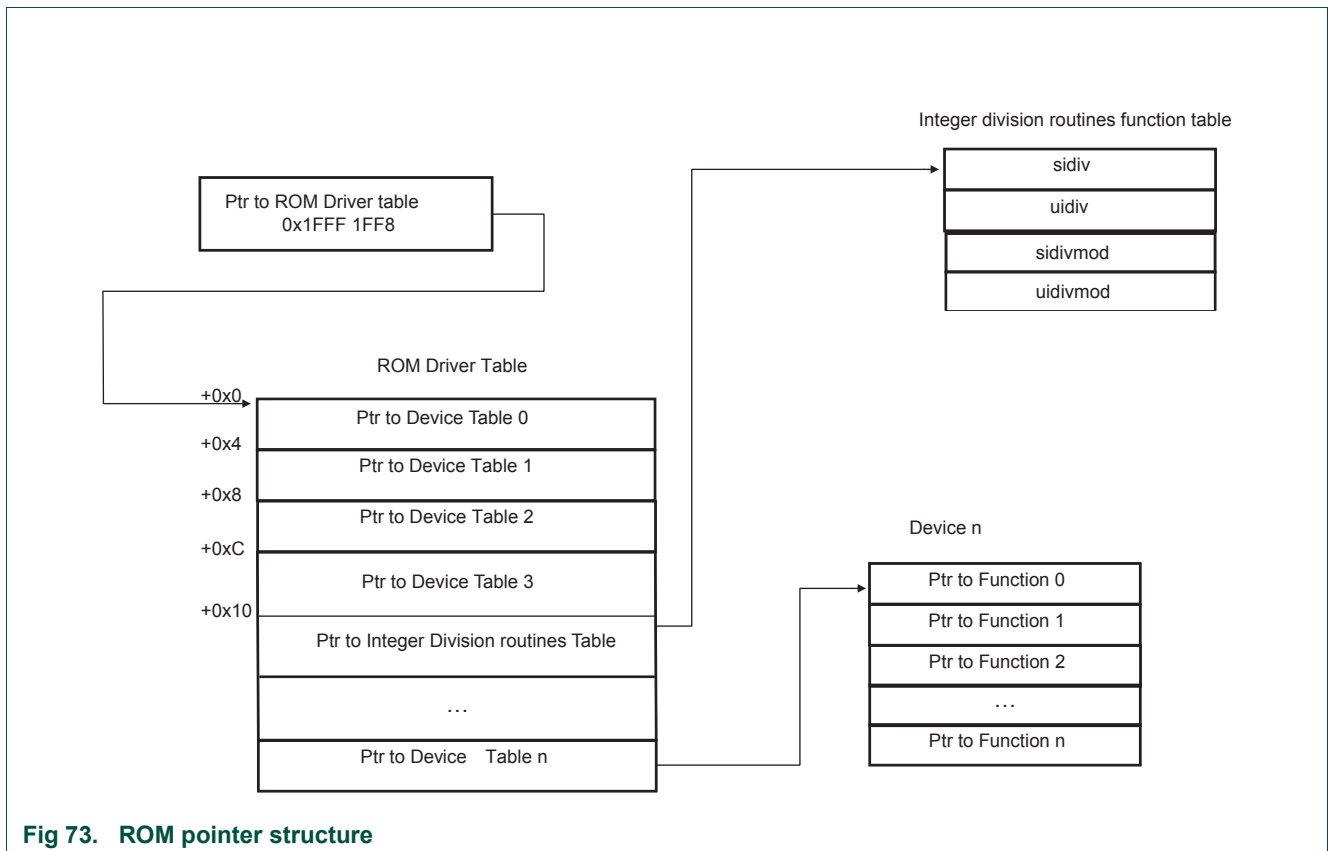 Integer division routines function table
sidiv
uidiv
sidivmod
uidivmod
Ptr to ROM Driver table
0x1FFF 1FF8
ROM Driver Table
+0x0
Ptr to Device Table 0
+0x4
Ptr to Device Table 1
+0x8
Ptr to Device Table 2
+0xC
Ptr to Device Table 3
+0x10
Ptr to Integer Division routines Table
…
Ptr to Device Table n
Device n
Ptr to Function 0
Ptr to Function 1
Ptr to Function 2
…
Ptr to Function n
Fig 73. ROM pointer structure